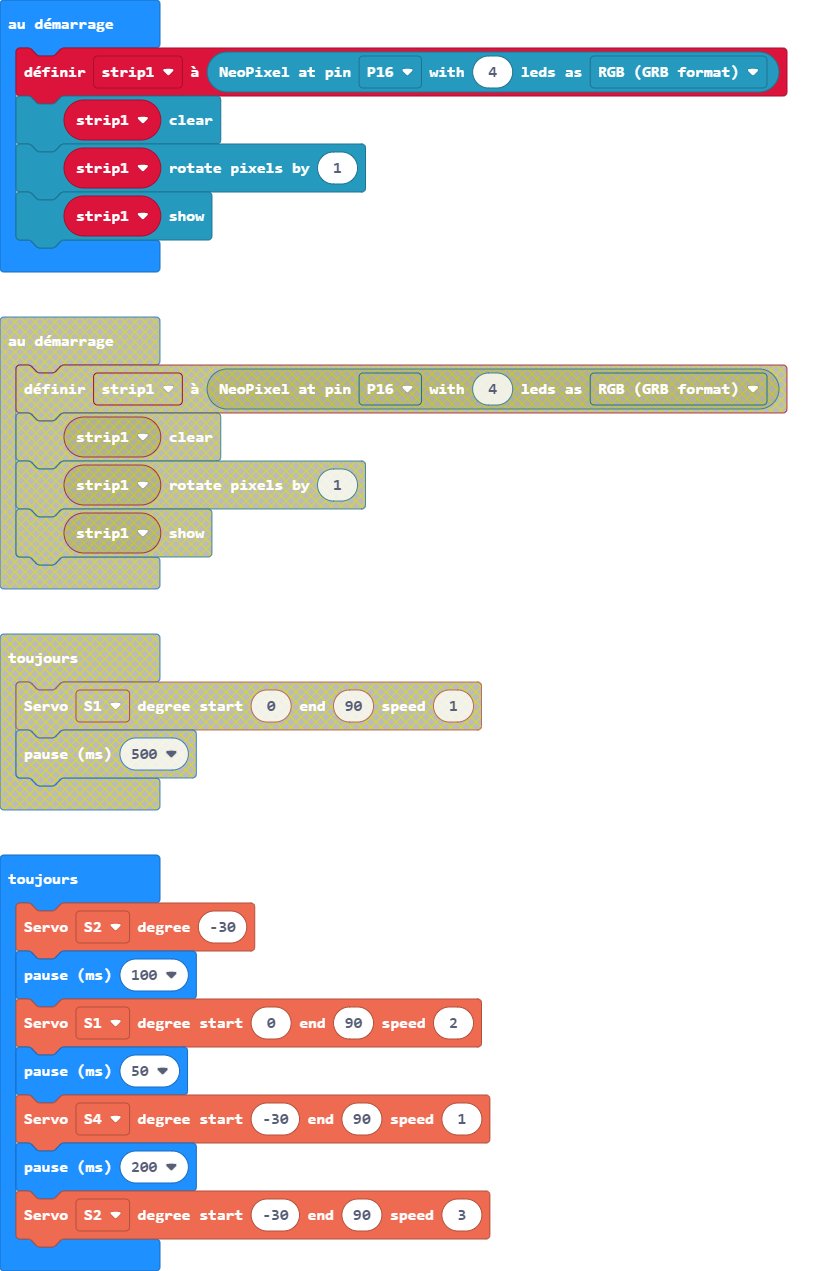 au démarrage
définir strip1 à NeoPixel at pin P16 with 4 leds as RGB (GRB format)
strip1 clear
strip1 rotate pixels by 1
strip1 show
au démarrage
définir strip1 à NeoPixel at pin P16 with 4 leds as RGB (GRB format)
strip1 clear
strip1 rotate pixels by 1
strip1 show
toujours
Servo S1 degree start 0 end 90 speed 1
pause (ms) 500
toujours
Servo S2 degree -30
pause (ms) 100
Servo S1 degree start 0 end 90 speed 2
pause (ms) 50
Servo S4 degree start -30 end 90 speed 1
pause (ms) 200
Servo S2 degree start -30 end 90 speed 3